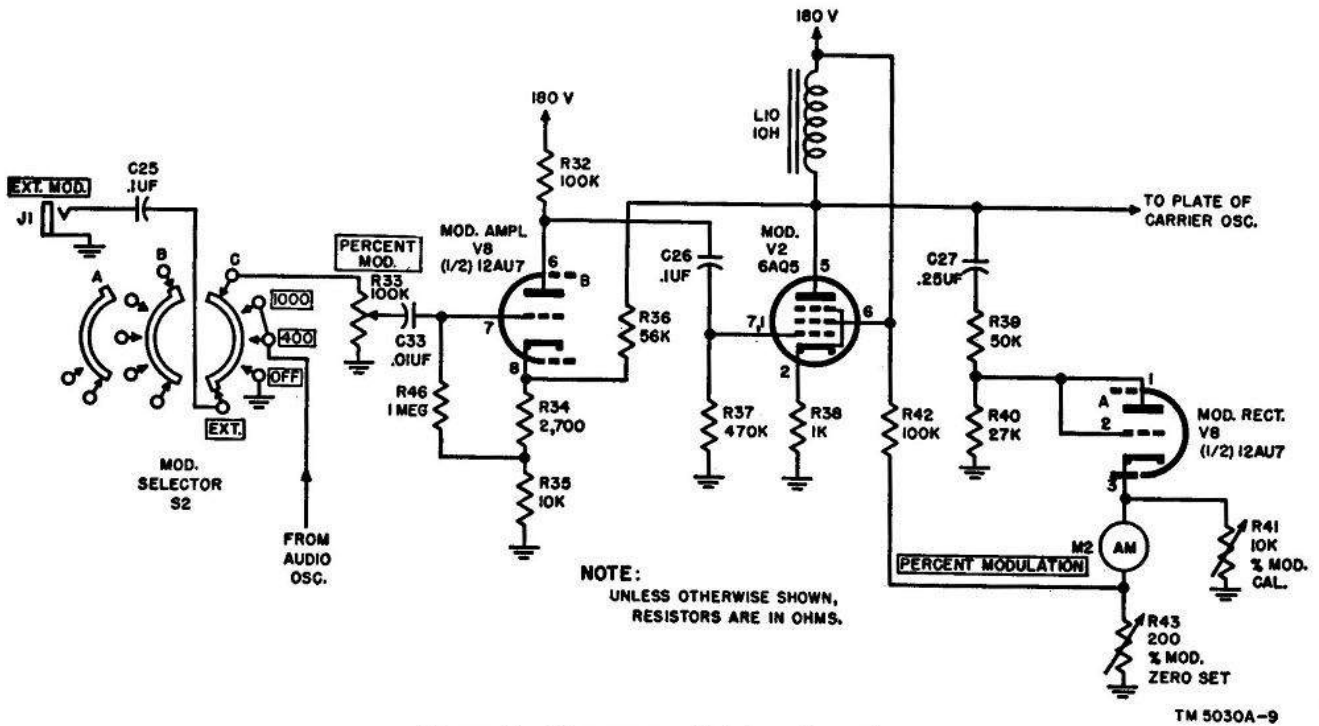 180 V
L10
10H
180 V
R32
100K
C25
.1UF
EXT. MOD.
J1
TO PLATE OF
CARRIER OSC.
MOD. AMPL
V8
(1/2) 12AU7
6
B
7
8
C26
.1UF
MOD.
V2
6AQ5
5
7,1
6
2
C27
.25UF
A
B
C
1000
400
OFF
EXT.
PERCENT
MOD.
R33
100K
C33
.01UF
R36
56K
R39
50K
R46
1 MEG
R34
2,700
R37
470K
R38
1K
R42
100K
R40
27K
A
1
2
3
MOD. RECT.
V8
(1/2) 12AU7
MOD.
SELECTOR
S2
R35
10K
FROM
AUDIO
OSC.
M2
AM
R41
10K
% MOD.
CAL.
PERCENT MODULATION
NOTE:
UNLESS OTHERWISE SHOWN,
RESISTORS ARE IN OHMS.
R43
200
% MOD.
ZERO SET
TM 5030A-9